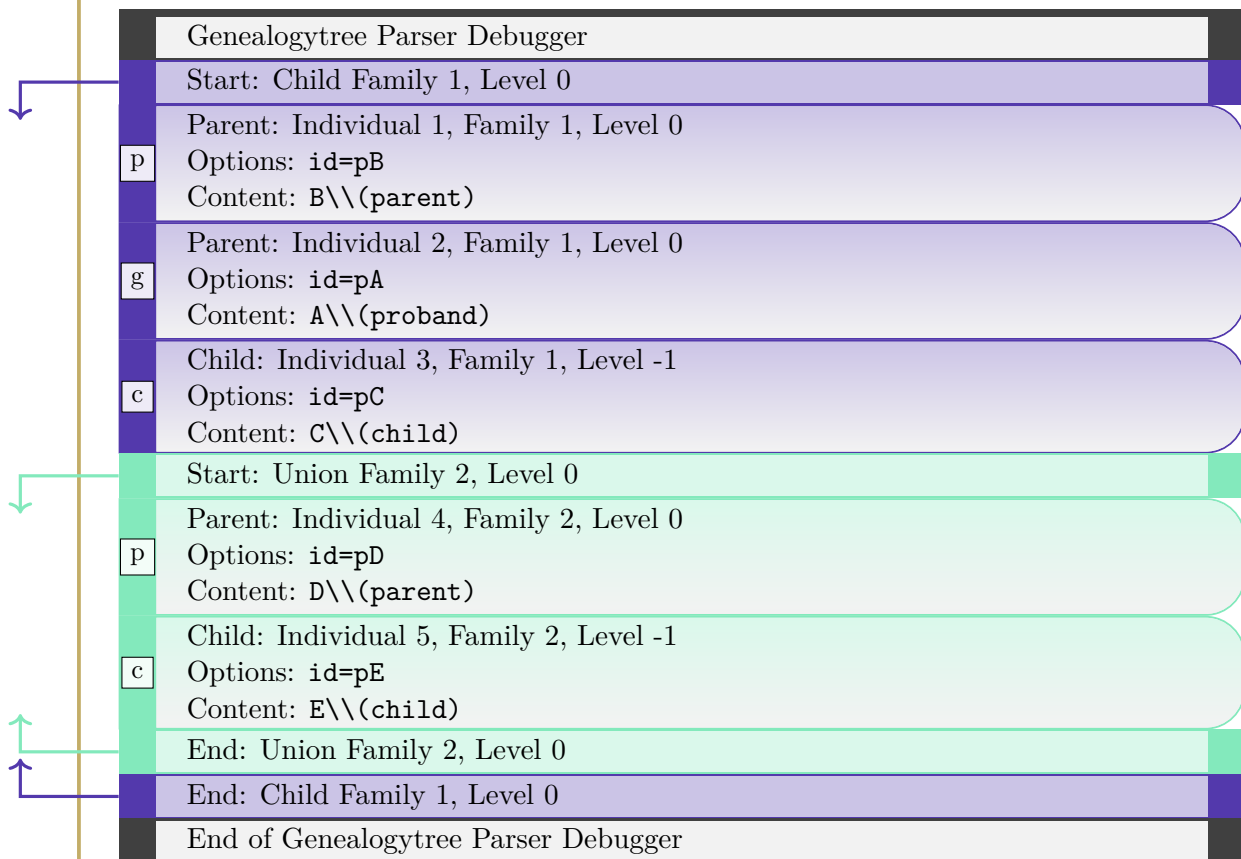 Genealogytree Parser Debugger
Start: Child Family 1, Level 0
Parent: Individual 1, Family 1, Level 0
p Options: id=pB
Content: B\\(parent)
Parent: Individual 2, Family 1, Level 0
g Options: id=pA
Content: A\\(proband)
Child: Individual 3, Family 1, Level -1
c Options: id=pC
Content: C\\(child)
Start: Union Family 2, Level 0
Parent: Individual 4, Family 2, Level 0
p Options: id=pD
Content: D\\(parent)
Child: Individual 5, Family 2, Level -1
c Options: id=pE
Content: E\\(child)
End: Union Family 2, Level 0
End: Child Family 1, Level 0
End of Genealogytree Parser Debugger